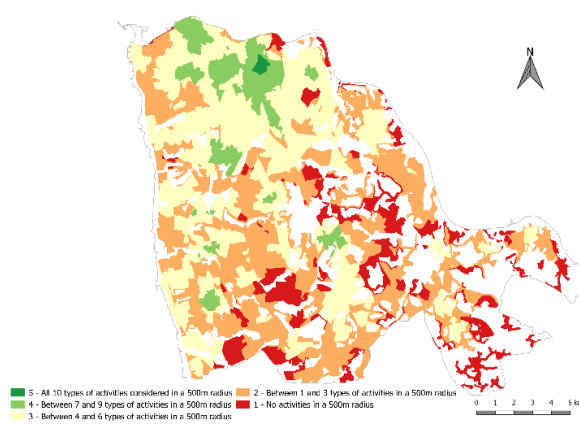 N
5 - All 10 types of activities considered in a 500m radius
2 - Between 1 and 3 types of activities in a 500m radius
4 - Between 7 and 9 types of activities in a 500m radius
1 - No activities in a 500m radius
3 - Between 4 and 6 types of activities in a 500m radius
0 1 2 3 4 5 k